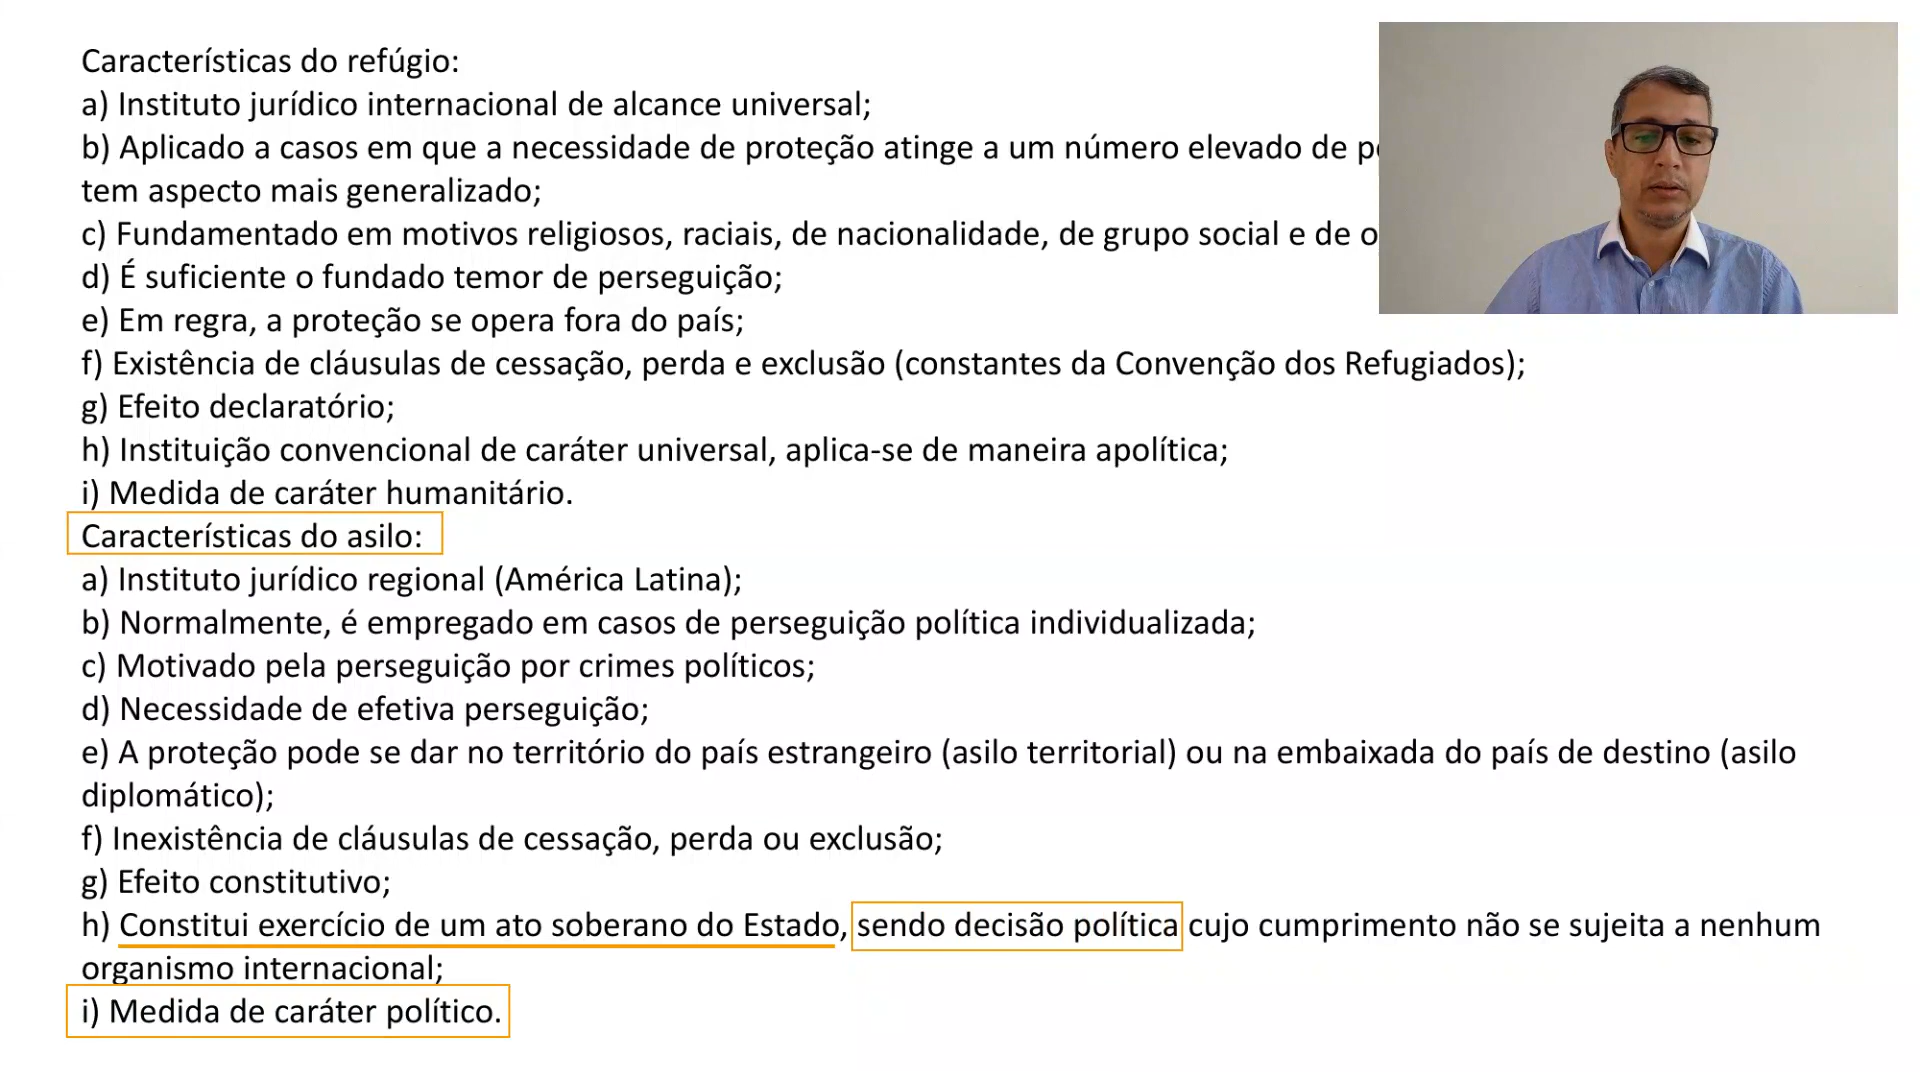 Características do refúgio:
a) Instituto jurídico internacional de alcance universal;
b) Aplicado a casos em que a necessidade de proteção atinge a um número elevado de
tem aspecto mais generalizado;
c) Fundamentado em motivos religiosos, raciais, de nacionalidade, de grupo social e de
d) É suficiente o fundado temor de perseguição;
e) Em regra, a proteção se opera fora do país;
f) Existência de cláusulas de cessação, perda e exclusão (constantes da Convenção dos Refugiados);
g) Efeito declaratório;
h) Instituição convencional de caráter universal, aplica-se de maneira apolítica;
i) Medida de caráter humanitário.
Características do asilo:
a) Instituto jurídico regional (América Latina);
b) Normalmente, é empregado em casos de perseguição política individualizada;
c) Motivado pela perseguição por crimes políticos;
d) Necessidade de efetiva perseguição;
e) A proteção pode se dar no território do país estrangeiro (asilo territorial) ou na embaixada do país de destino (asilo
diplomático);
f) Inexistência de cláusulas de cessação, perda ou exclusão;
g) Efeito constitutivo;
h) Constitui exercício de um ato soberano do Estado, sendo decisão política cujo cumprimento não se sujeita a nenhum
organismo internacional;
i) Medida de caráter político.